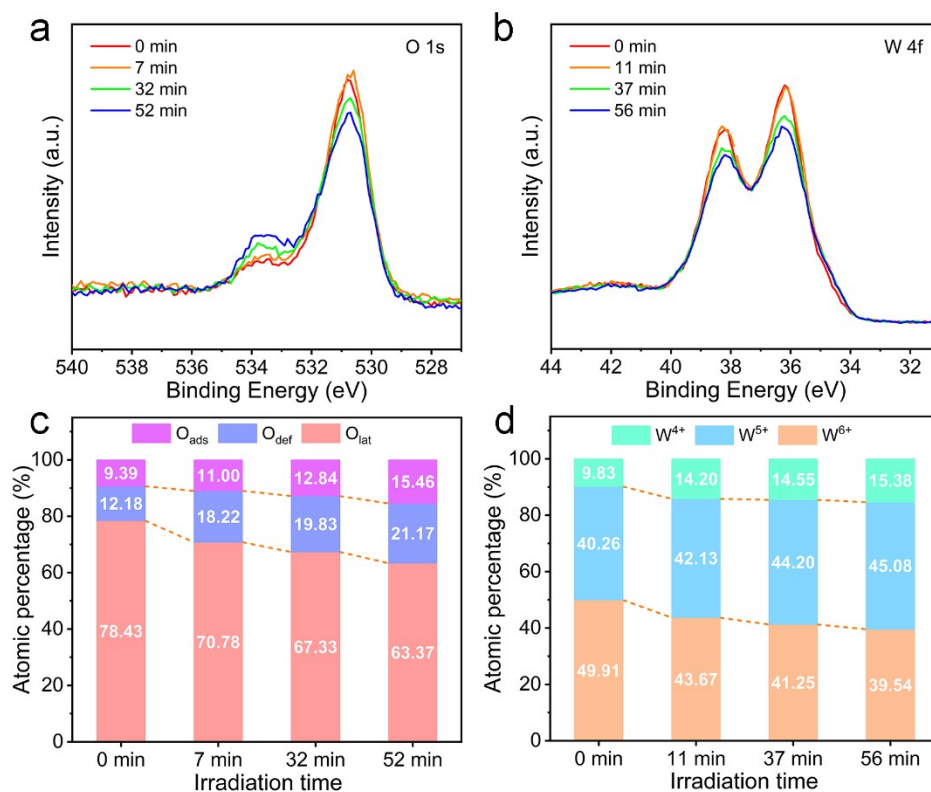 a
O 1s
0 min
7 min
32 min
52 min
Intensity (a.u.)
540 538 536 534 532 530 528
Binding Energy (eV)
b
W 4f
0 min
11 min
37 min
56 min
Intensity (a.u.)
44 42 40 38 36 34 32
Binding Energy (eV)
c
O_ads O_def O_lat
Atomic percentage (%)
100
80
60
40
20
0
9.39 11.00 12.84 15.46
12.18 18.22 19.83 21.17
78.43 70.78 67.33 63.37
0 min 7 min 32 min 52 min
Irradiation time
d
W⁴⁺ W⁵⁺ W⁶⁺
Atomic percentage (%)
100
80
60
40
20
0
9.83 14.20 14.55 15.38
40.26 42.13 44.20 45.08
49.91 43.67 41.25 39.54
0 min 11 min 37 min 56 min
Irradiation time